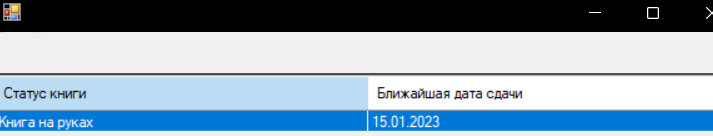 Статус книги Ближайшая дата сдачи
Книга на руках 15.01.2023